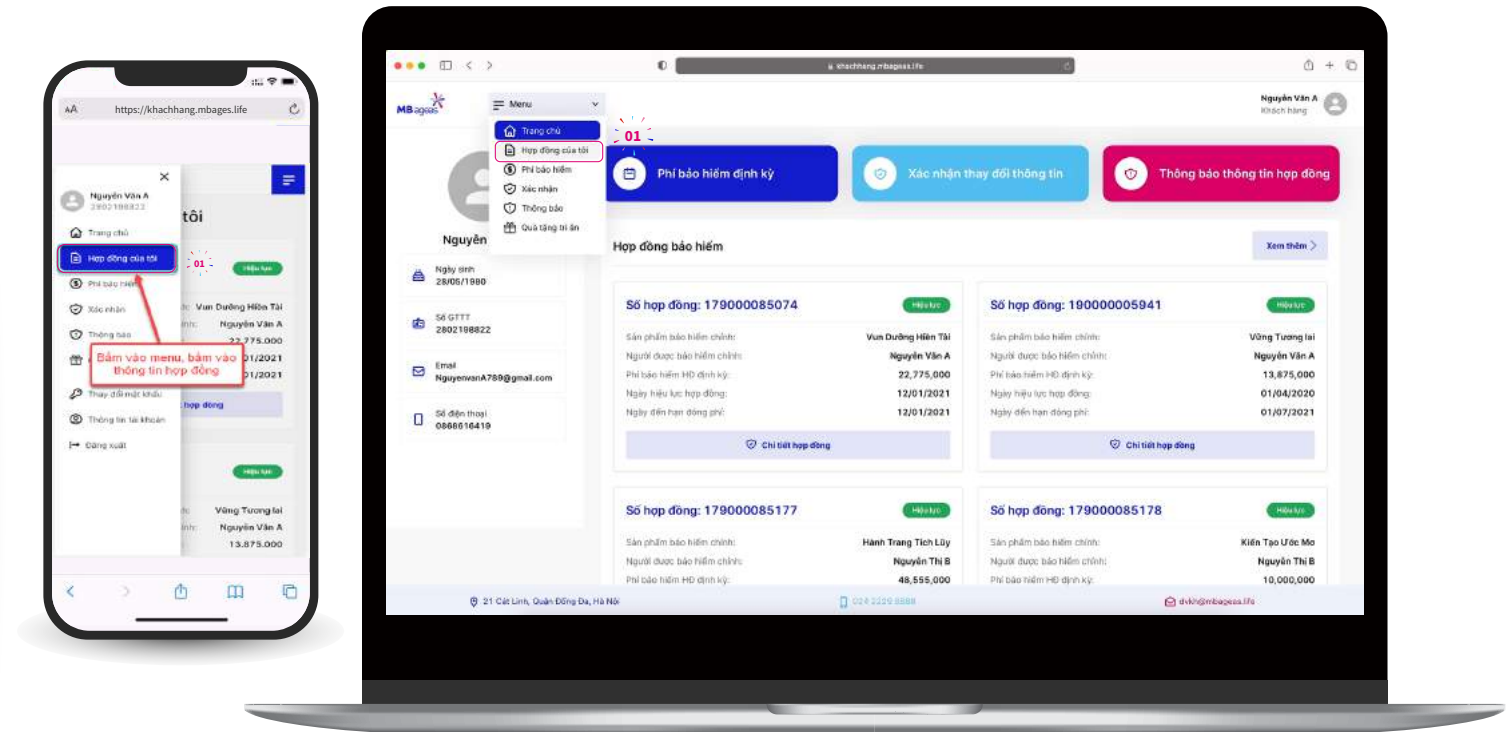 AA https://khachhang.mbages.life
Nguyễn Văn A
2802198822
tôi
Trang chủ
Hợp đồng của tôi
01
Hiệu lực
Phí bảo hiểm
Xác nhận
Vun Dưỡng Hiền Tài
Nguyễn Văn A
Thông báo
22.775.000
01/2021
Bấm vào menu, bấm vào
thông tin hợp đồng
01/2021
Thay đổi mật khẩu
hợp đồng
Thông tin tài khoản
Đăng xuất
Hiệu lực
Vững Tương lai
Nguyễn Văn A
13.875.000
khachhang.mbageas.life
MB ageas
Menu
Nguyễn Văn A
Khách hàng
Trang chủ
Hợp đồng của tôi
Phí bảo hiểm
Xác nhận
Thông báo
Quà tặng tri ân
01
Phí bảo hiểm định kỳ
Xác nhận thay đổi thông tin
Thông báo thông tin hợp đồng
Nguyễn
Ngày sinh
28/05/1980
Số GTTT
2802198822
Email
NguyenvanA789@gmail.com
Số điện thoại
0868616419
Hợp đồng bảo hiểm
Xem thêm >
Số hợp đồng: 179000085074 Hiệu lực
Sản phẩm bảo hiểm chính: Vun Dưỡng Hiền Tài
Người được bảo hiểm chính: Nguyễn Văn A
Phí bảo hiểm HĐ định kỳ: 22,775,000
Ngày hiệu lực hợp đồng: 12/01/2021
Ngày đến hạn đóng phí: 12/01/2021
Chi tiết hợp đồng
Số hợp đồng: 190000005941 Hiệu lực
Sản phẩm bảo hiểm chính: Vững Tương lai
Người được bảo hiểm chính: Nguyễn Văn A
Phí bảo hiểm HĐ định kỳ: 13,875,000
Ngày hiệu lực hợp đồng: 01/04/2020
Ngày đến hạn đóng phí: 01/07/2021
Chi tiết hợp đồng
Số hợp đồng: 179000085177 Hiệu lực
Sản phẩm bảo hiểm chính: Hành Trang Tích Lũy
Người được bảo hiểm chính: Nguyễn Thị B
Phí bảo hiểm HĐ định kỳ: 48,555,000
Số hợp đồng: 179000085178 Hiệu lực
Sản phẩm bảo hiểm chính: Kiến Tạo Ước Mơ
Người được bảo hiểm chính: Nguyễn Thị B
Phí bảo hiểm HĐ định kỳ: 10,000,000
21 Cát Linh, Quận Đống Đa, Hà Nội
024 2229 8888
dvkh@mbageas.life